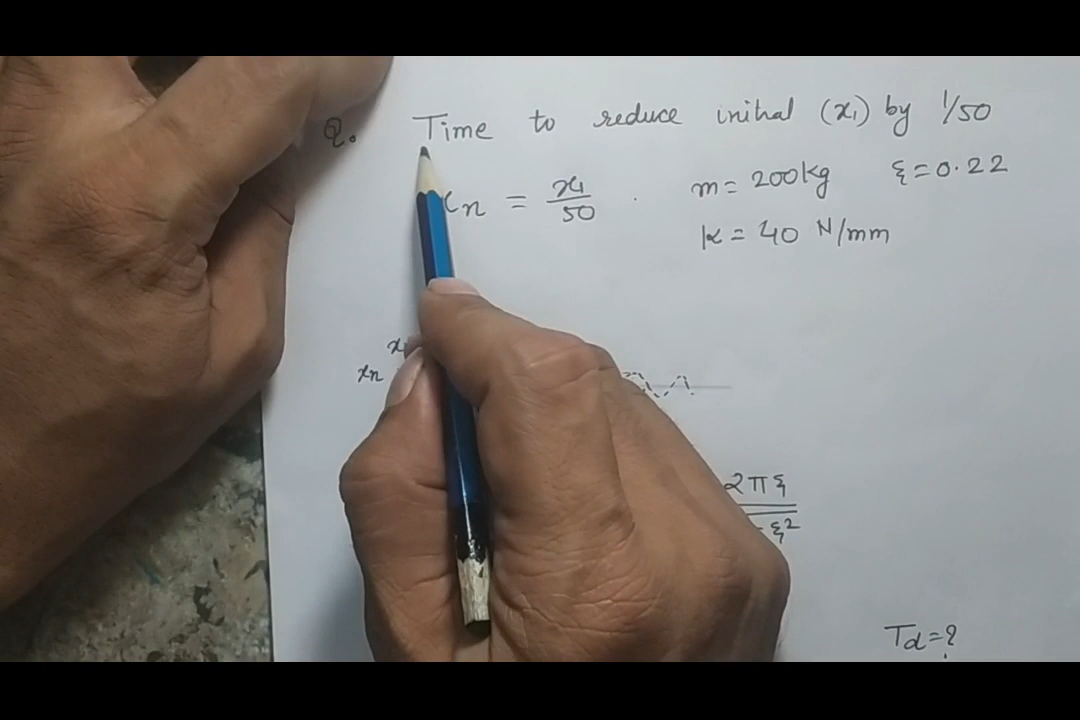 Q. Time to reduce initial (x₁) by 1/50
xn = x₁/50 m = 200kg ξ = 0.22
K = 40 N/mm
x₁
xn
2πξ
- ξ²
Td = ?